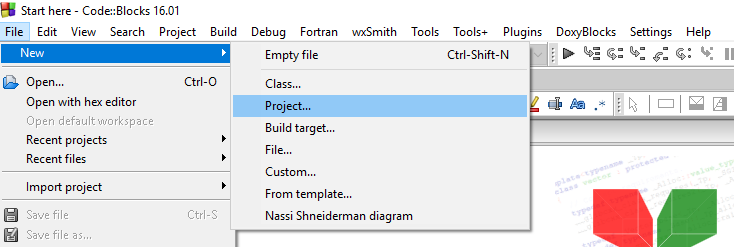 Start here - Code::Blocks 16.01
File Edit View Search Project Build Debug Fortran wxSmith Tools Tools+ Plugins DoxyBlocks Settings Help
New
Empty file Ctrl-Shift-N
Open... Ctrl-O
Class...
Open with hex editor
Project...
Open default workspace
Build target...
Recent projects
File...
Recent files
Custom...
Import project
From template...
Save file Ctrl-S
Nassi Shneiderman diagram
Save file as...
Aa
.*